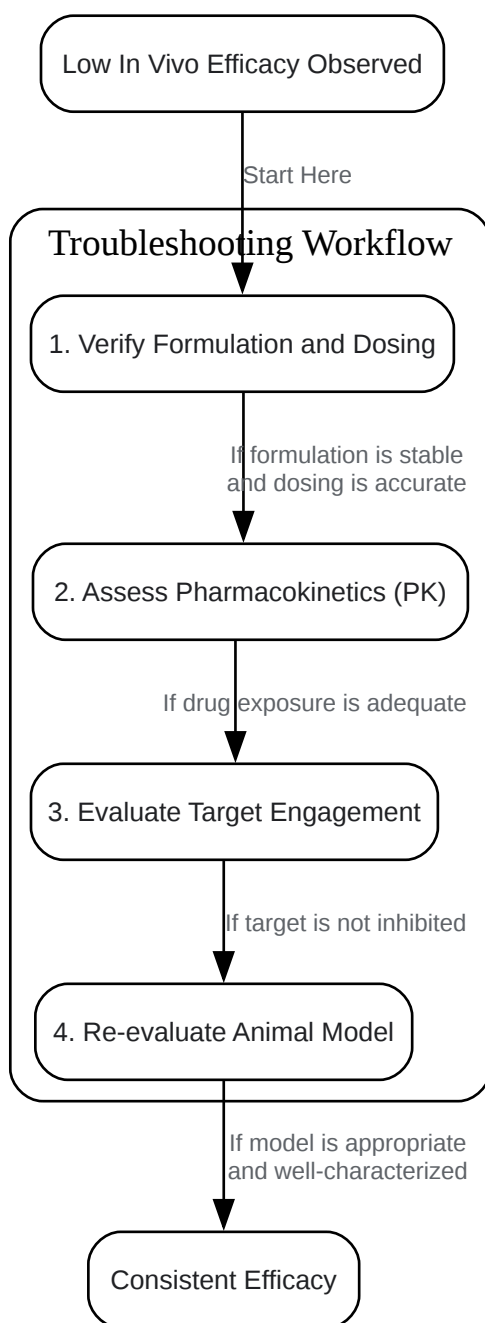 Low In Vivo Efficacy Observed
Start Here
Troubleshooting Workflow
1. Verify Formulation and Dosing
If formulation is stable
and dosing is accurate
2. Assess Pharmacokinetics (PK)
If drug exposure is adequate
3. Evaluate Target Engagement
If target is not inhibited
4. Re-evaluate Animal Model
If model is appropriate
and well-characterized
Consistent Efficacy